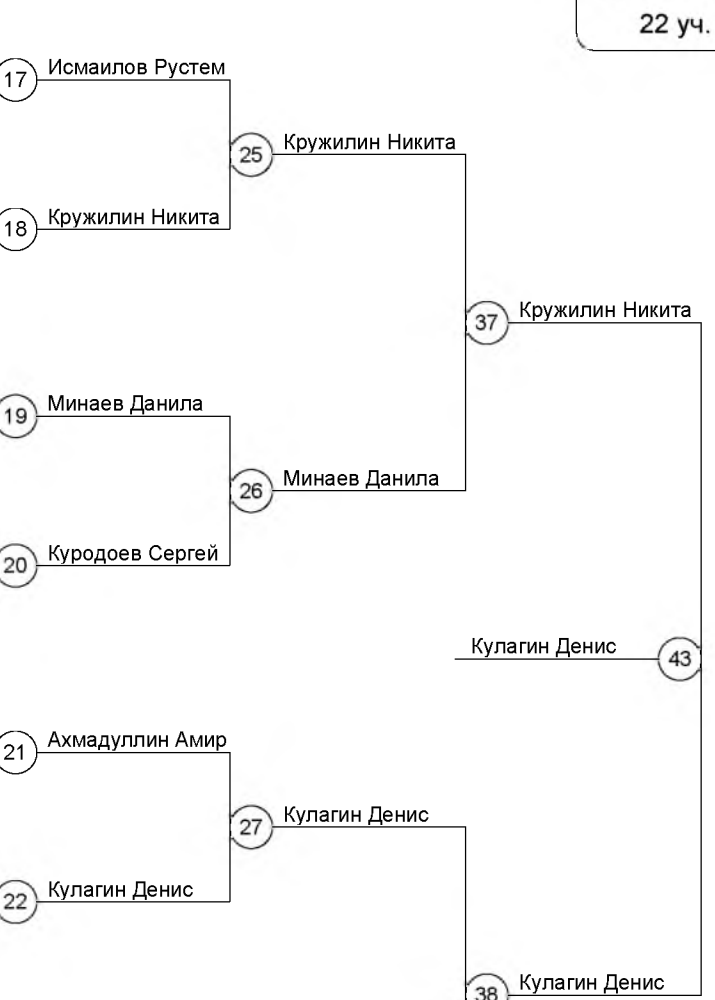 22 уч.
17 Исмаилов Рустем
25 Кружилин Никита
18 Кружилин Никита
37 Кружилин Никита
19 Минаев Данила
26 Минаев Данила
20 Куродоев Сергей
Кулагин Денис 43
21 Ахмадуллин Амир
27 Кулагин Денис
22 Кулагин Денис
38 Кулагин Денис